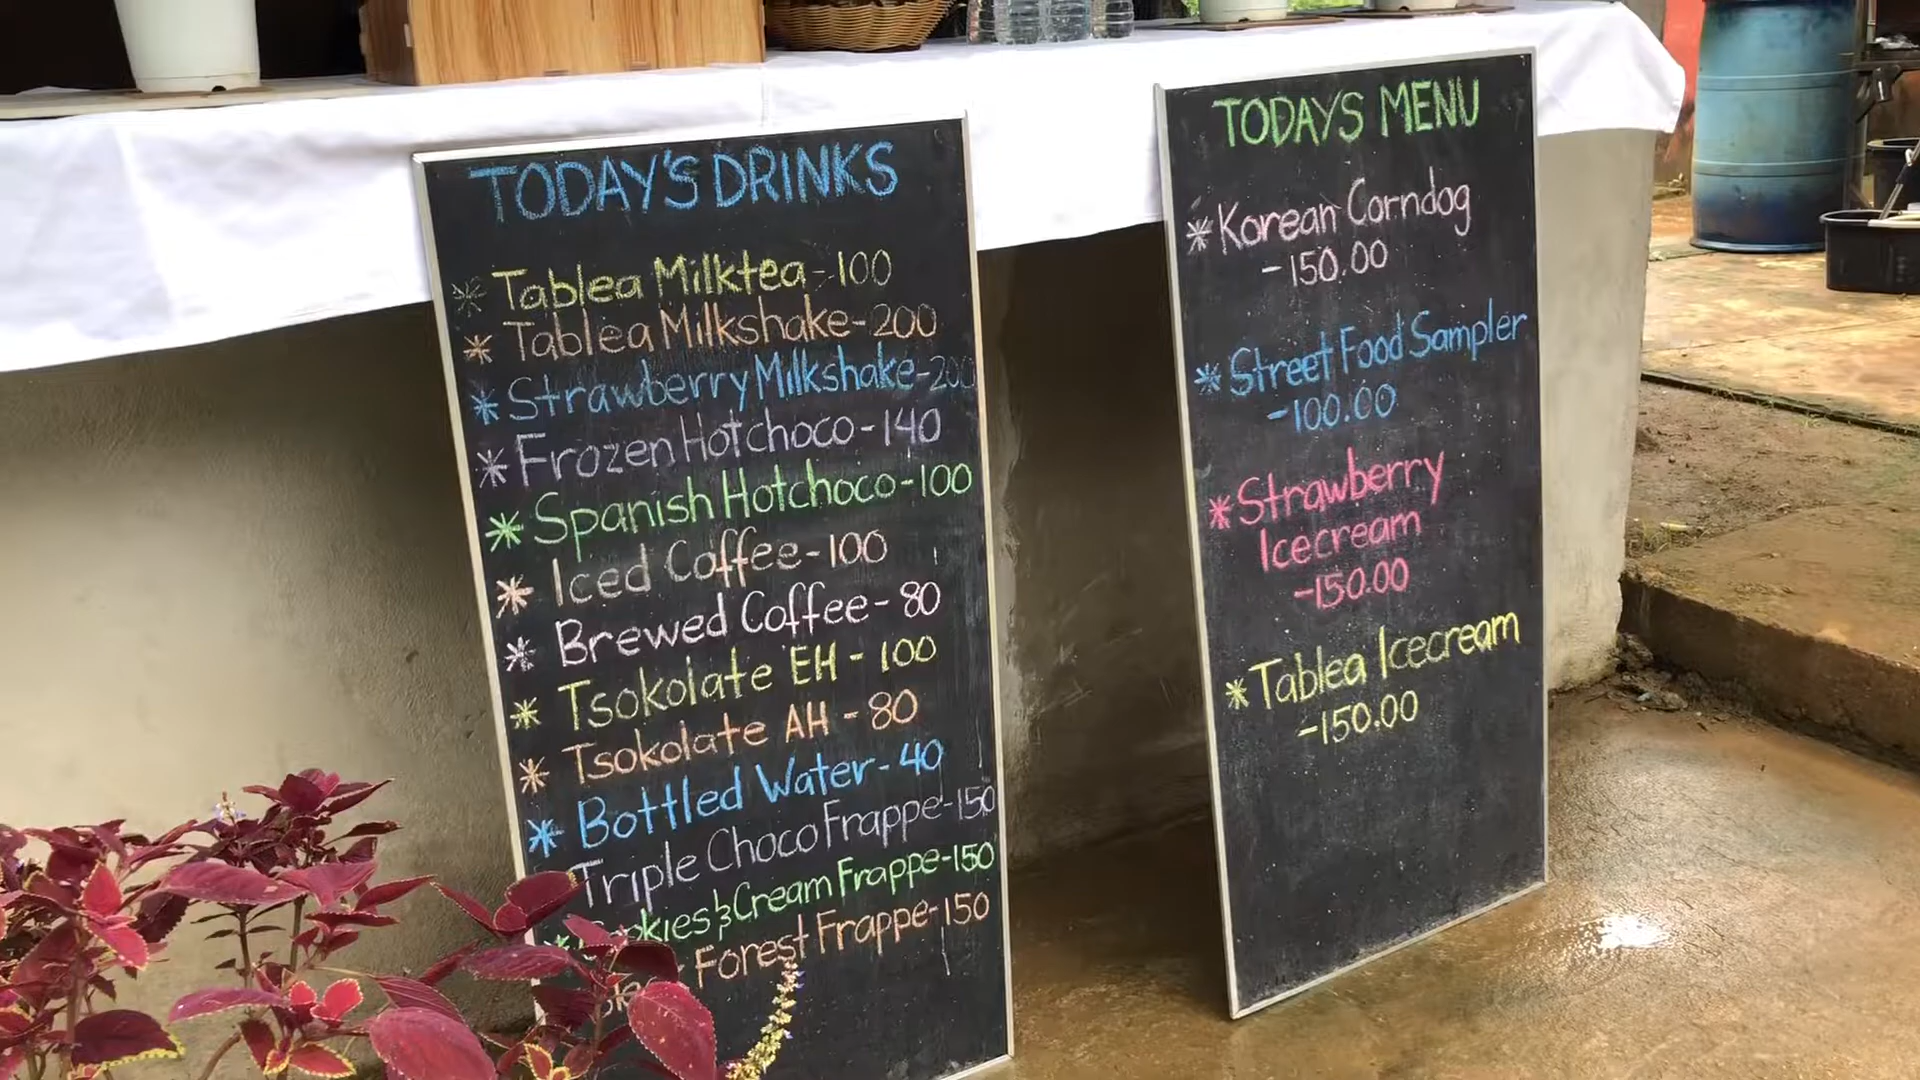 TODAY'S DRINKS
* Tablea Milktea - 100
* Tablea Milkshake - 200
* Strawberry Milkshake - 200
* Frozen Hotchoco - 140
* Spanish Hotchoco - 100
* Iced Coffee - 100
* Brewed Coffee - 80
* Tsokolate EH - 100
* Tsokolate AH - 80
* Bottled Water - 40
Triple Choco Frappe - 150
* Cookies & Cream Frappe - 150
Forest Frappe - 150
TODAYS MENU
* Korean Corndog
- 150.00
* Street Food Sampler
- 100.00
* Strawberry
Icecream
- 150.00
* Tablea Icecream
- 150.00